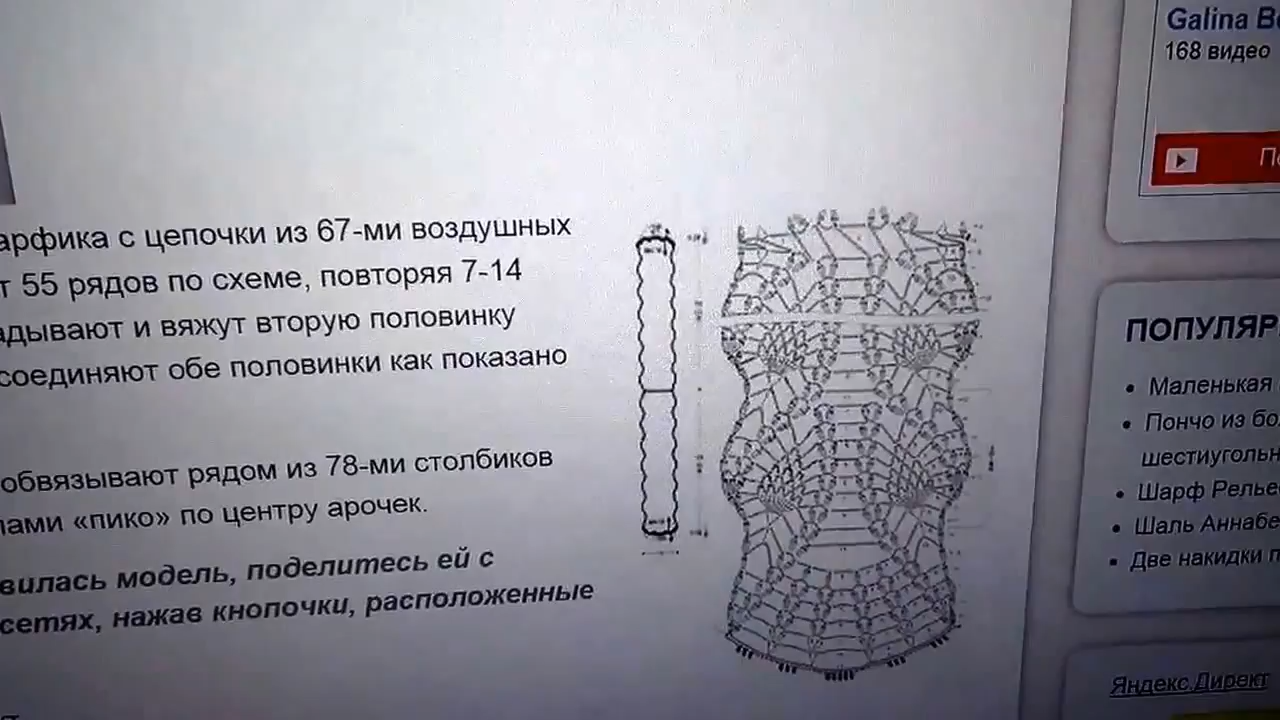 арфика с цепочки из 67-ми воздушных
т 55 рядов по схеме, повторяя 7-14
адывают и вяжут вторую половинку
соединяют обе половинки как показано
обвязывают рядом из 78-ми столбиков
лами «пико» по центру арочек.
вилась модель, поделитесь ей с
сетях, нажав кнопочки, расположенные
Galina B
168 видео
ПОПУЛЯР
Маленькая
Пончо из бо
шестиугольн
Шарф Релье
Шаль Аннабе
Две накидки п
Яндекс.Директ